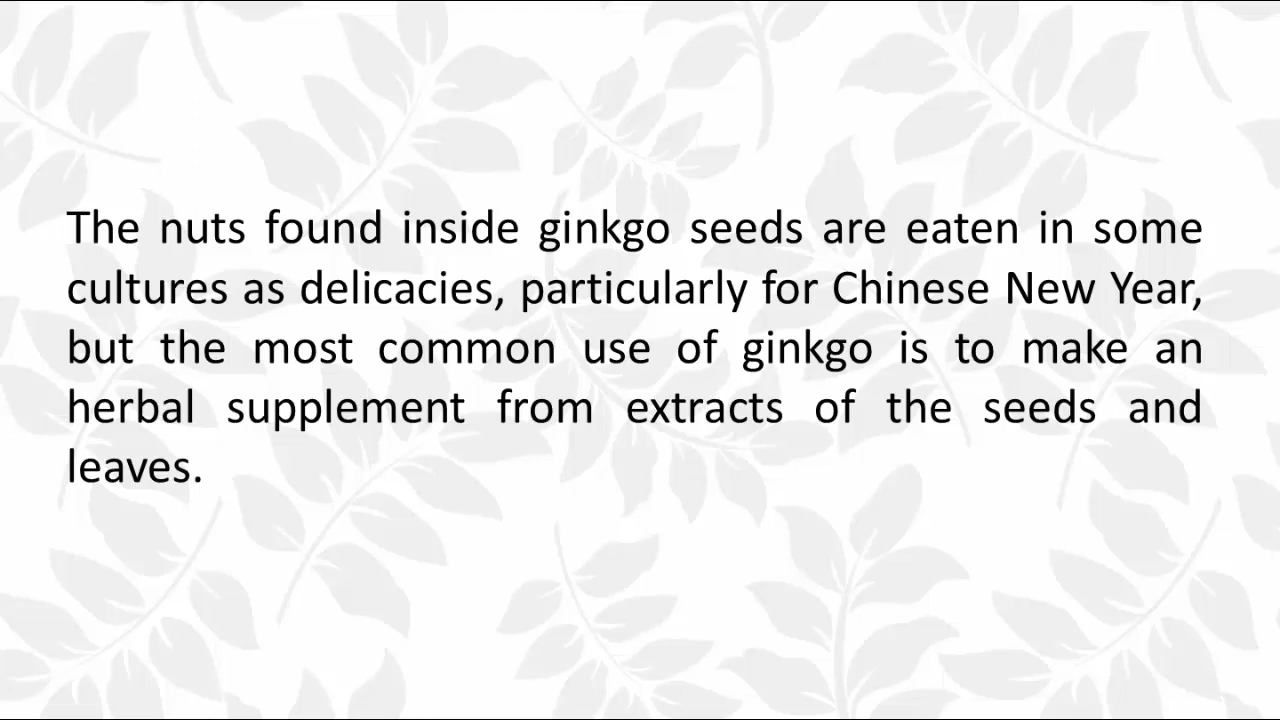 The nuts found inside ginkgo seeds are eaten in some
cultures as delicacies, particularly for Chinese New Year,
but the most common use of ginkgo is to make an
herbal supplement from extracts of the seeds and
leaves.